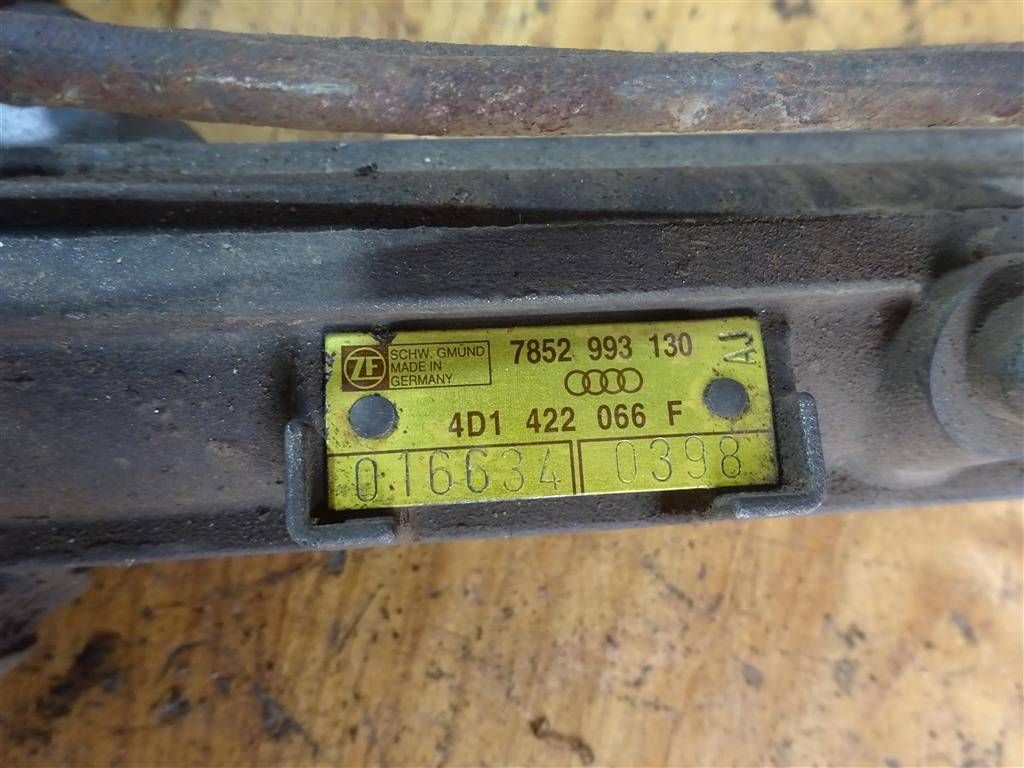 ZF SCHW. GMÜND
MADE IN
GERMANY
7852 993 130
AJ
4D1 422 066 F
016634 0398